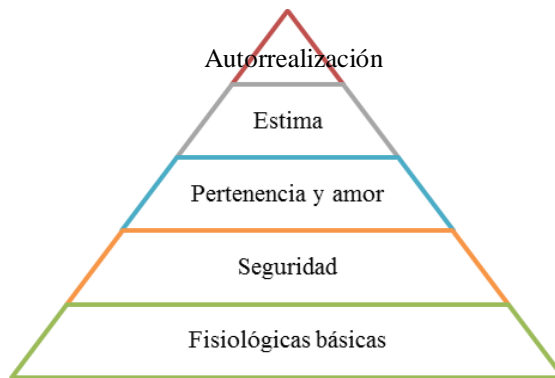 Autorrealización
Estima
Pertenencia y amor
Seguridad
Fisiológicas básicas